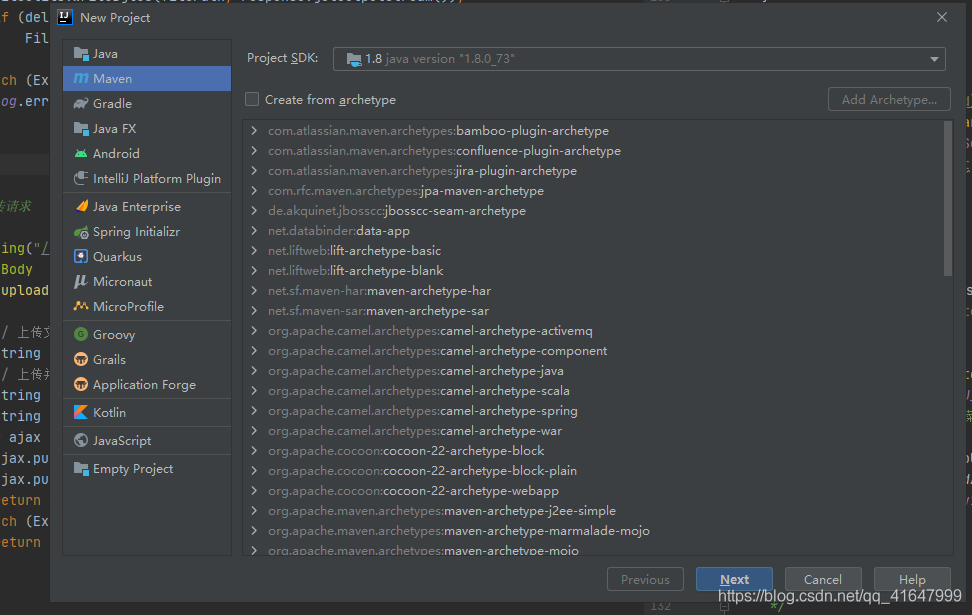 New Project
Java
Maven
Gradle
Java FX
Android
IntelliJ Platform Plugin
Java Enterprise
Spring Initializr
Quarkus
Micronaut
MicroProfile
Groovy
Grails
Application Forge
Kotlin
JavaScript
Empty Project
Project SDK:
1.8 java version "1.8.0_73"
Create from archetype
Add Archetype...
com.atlassian.maven.archetypes:bamboo-plugin-archetype
com.atlassian.maven.archetypes:confluence-plugin-archetype
com.atlassian.maven.archetypes:jira-plugin-archetype
com.rfc.maven.archetypes:jpa-maven-archetype
de.akquinet.jbosscc:jbosscc-seam-archetype
net.databinder:data-app
net.liftweb:lift-archetype-basic
net.liftweb:lift-archetype-blank
net.sf.maven-har:maven-archetype-har
net.sf.maven-sar:maven-archetype-sar
org.apache.camel.archetypes:camel-archetype-activemq
org.apache.camel.archetypes:camel-archetype-component
org.apache.camel.archetypes:camel-archetype-java
org.apache.camel.archetypes:camel-archetype-scala
org.apache.camel.archetypes:camel-archetype-spring
org.apache.camel.archetypes:camel-archetype-war
org.apache.cocoon:cocoon-22-archetype-block
org.apache.cocoon:cocoon-22-archetype-block-plain
org.apache.cocoon:cocoon-22-archetype-webapp
org.apache.maven.archetypes:maven-archetype-j2ee-simple
org.apache.maven.archetypes:maven-archetype-marmalade-mojo
org.apache.maven.archetypes:maven-archetype-mojo
Previous
Next
Cancel
Help
f (del
Fil
ch (Ex
og.err
传请求
ing("/
Body
upload
/ 上传文
tring
/ 上传并
tring
tring
ajax
jax.pu
jax.pu
eturn
ch (Ex
eturn
132
*/
https://blog.csdn.net/qq_41647999